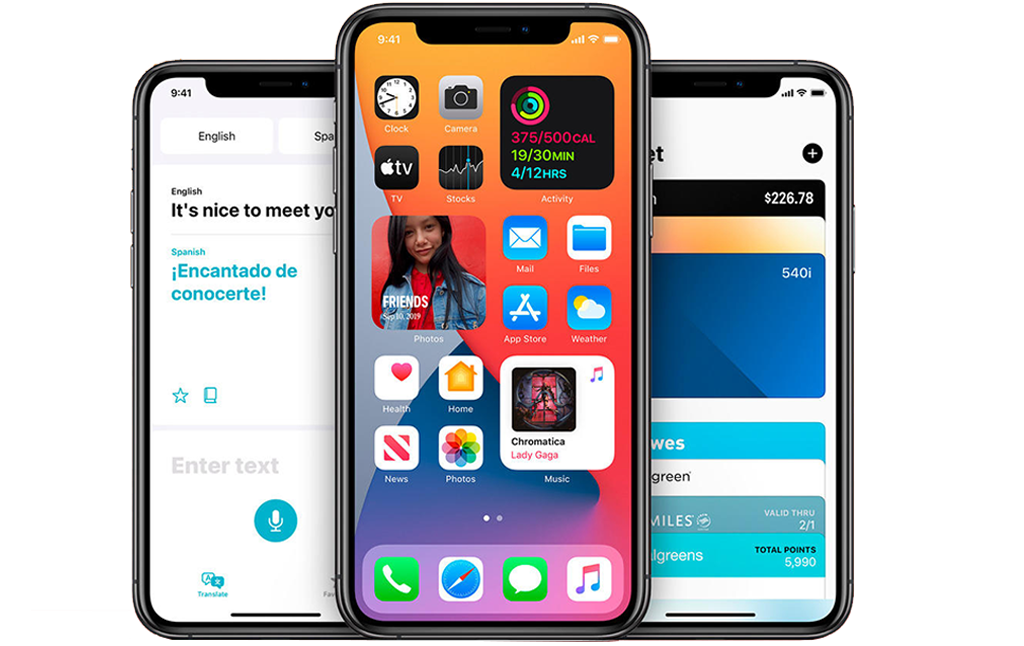 9:41
English
Spa
English
It's nice to meet yo
Spanish
¡Encantado de
conocerte!
Enter text
Translate
Fav
9:41
Clock
Camera
tv
TV
Stocks
375/500CAL
19/30MIN
4/12HRS
Activity
FRIENDS
Sep 10, 2019
Photos
Mail
Files
App Store
Weather
Health
Home
News
Photos
Chromatica
Lady Gaga
Music
et
$226.78
540i
wes
green
MILES
VALID THRU
2/1
lgreens
TOTAL POINTS
5,990